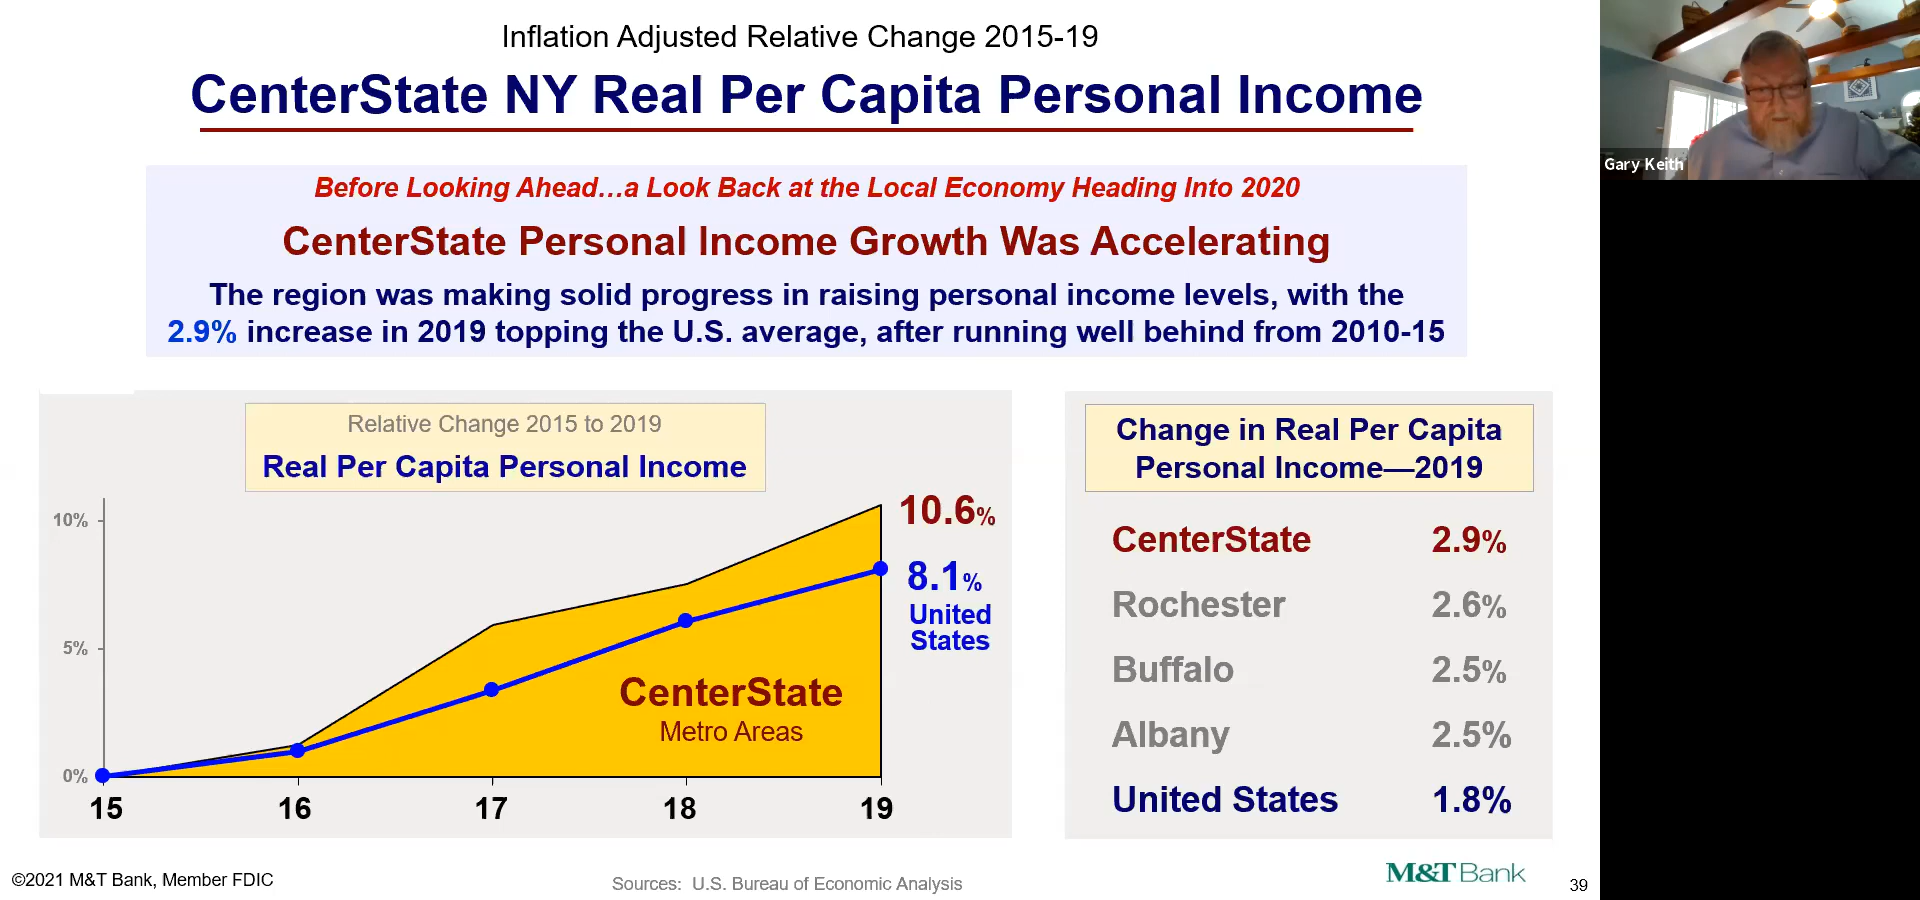 Inflation Adjusted Relative Change 2015-19
CenterState NY Real Per Capita Personal Income
Before Looking Ahead…a Look Back at the Local Economy Heading Into 2020
CenterState Personal Income Growth Was Accelerating
The region was making solid progress in raising personal income levels, with the
2.9% increase in 2019 topping the U.S. average, after running well behind from 2010-15
Relative Change 2015 to 2019
Real Per Capita Personal Income
10%
5%
0%
10.6%
8.1%
United
States
CenterState
Metro Areas
15 16 17 18 19
Change in Real Per Capita
Personal Income—2019
CenterState 2.9%
Rochester 2.6%
Buffalo 2.5%
Albany 2.5%
United States 1.8%
©2021 M&T Bank, Member FDIC
Sources: U.S. Bureau of Economic Analysis
M&T Bank
39
Gary Keith